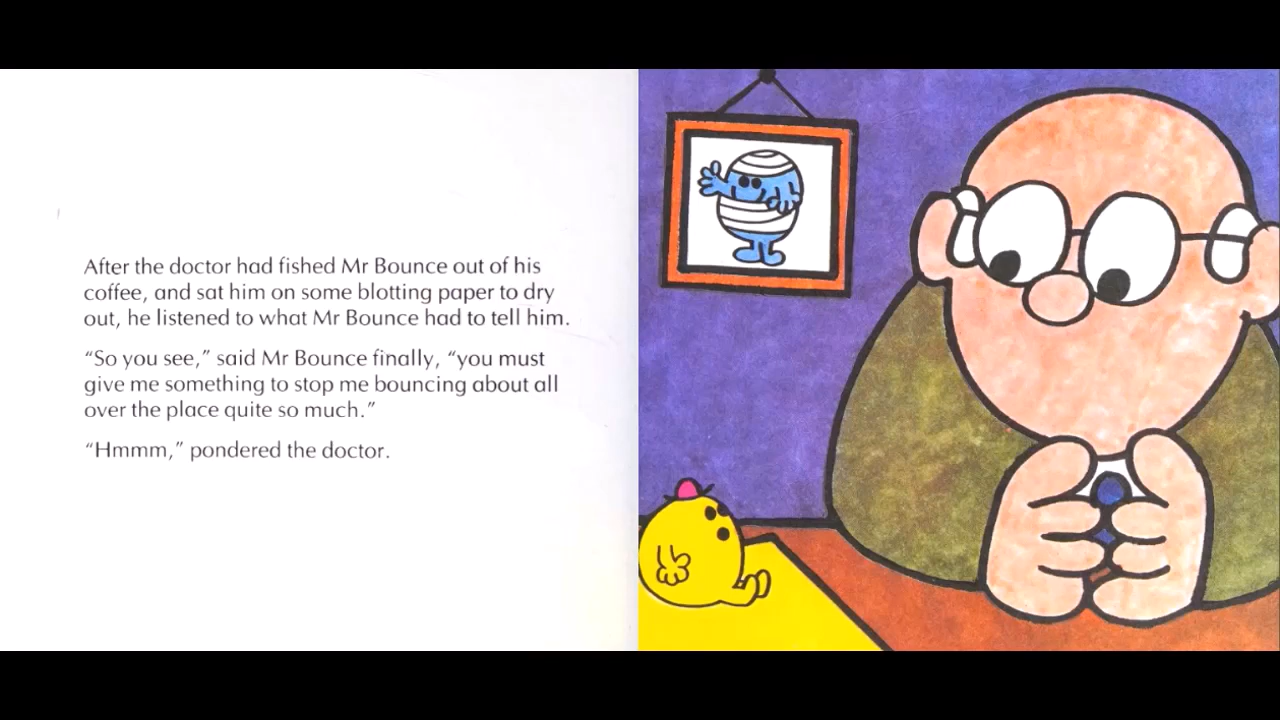 After the doctor had fished Mr Bounce out of his
coffee, and sat him on some blotting paper to dry
out, he listened to what Mr Bounce had to tell him.
“So you see,” said Mr Bounce finally, “you must
give me something to stop me bouncing about all
over the place quite so much.”
“Hmmm,” pondered the doctor.